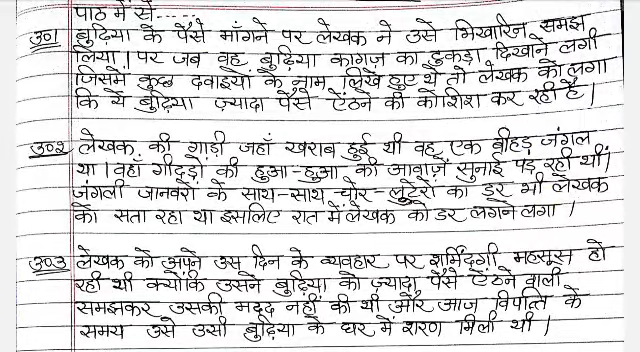 पाठ में से.....
उ०1 बुढ़िया के पैसे माँगने पर लेखक ने उसे भिखारिन समझ
लिया। पर जब वह बुढ़िया कागज़ का टुकड़ा दिखाने लगी
जिसमें कुछ दवाइयों के नाम लिखे हुए थे तो लेखक को लगा
कि ये बुढ़िया ज़्यादा पैसे ऐंठने की कोशिश कर रही है।
उ०2 लेखक की गाड़ी जहाँ खराब हुई थी वह एक बीहड़ जंगल
था। वहाँ गीदड़ों की हुआ-हुआ की आवाज़ें सुनाई पड़ रही थीं।
जंगली जानवरों के साथ-साथ चोर-लुटेरों का डर भी लेखक
को सता रहा था इसलिए रात में लेखक को डर लगने लगा।
उ०3 लेखक को अपने उस दिन के व्यवहार पर शर्मिंदगी महसूस हो
रही थी क्योंकि उसने बुढ़िया को ज़्यादा पैसे ऐंठने वाली
समझकर उसकी मदद नहीं की थी और आज विपत्ति के
समय उसे उसी बुढ़िया के घर में शरण मिली थी।